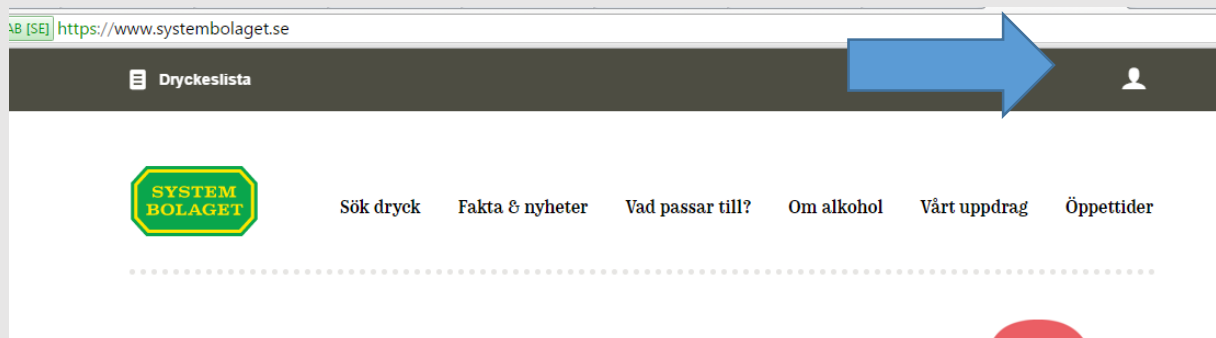 AB [SE] https://www.systembolaget.se
Dryckeslista
SYSTEM
BOLAGET
Sök dryck Fakta & nyheter Vad passar till? Om alkohol Vårt uppdrag Öppettider